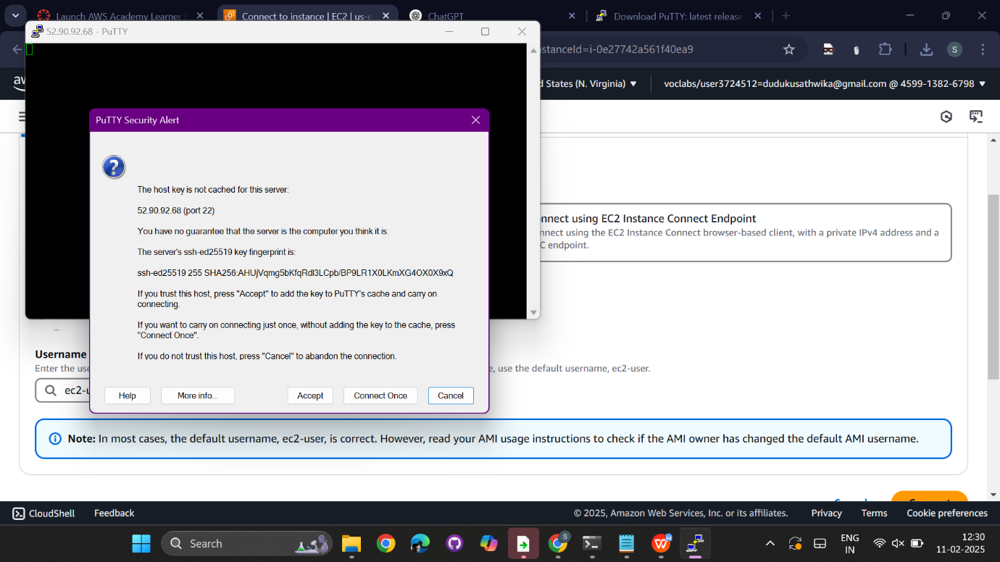 Launch AWS Academy Learner
Connect to instance | EC2 | us-e
ChatGPT
Download PuTTY: latest release
52.90.92.68 - PuTTY
nstanceId=i-0e27742a561f40ea9
S
aw
d States (N. Virginia)
voclabs/user3724512=dudukusathwika@gmail.com @ 4599-1382-6798
PuTTY Security Alert
The host key is not cached for this server:
52.90.92.68 (port 22)
You have no guarantee that the server is the computer you think it is.
The server's ssh-ed25519 key fingerprint is:
ssh-ed25519 255 SHA256:AHUjVqmg5bKfqRdl3LCpb/BP9LR1X0LKmXG4OX0X9xQ
If you trust this host, press "Accept" to add the key to PuTTY's cache and carry on
connecting.
If you want to carry on connecting just once, without adding the key to the cache, press
"Connect Once".
If you do not trust this host, press "Cancel" to abandon the connection.
Help
More info...
Accept
Connect Once
Cancel
nnect using EC2 Instance Connect Endpoint
nnect using the EC2 Instance Connect browser-based client, with a private IPv4 address and a
C endpoint.
Username
Enter the use
e, use the default username, ec2-user.
ec2-u
Note: In most cases, the default username, ec2-user, is correct. However, read your AMI usage instructions to check if the AMI owner has changed the default AMI username.
CloudShell
Feedback
© 2025, Amazon Web Services, Inc. or its affiliates.
Privacy
Terms
Cookie preferences
Search
ENG
IN
12:30
11-02-2025